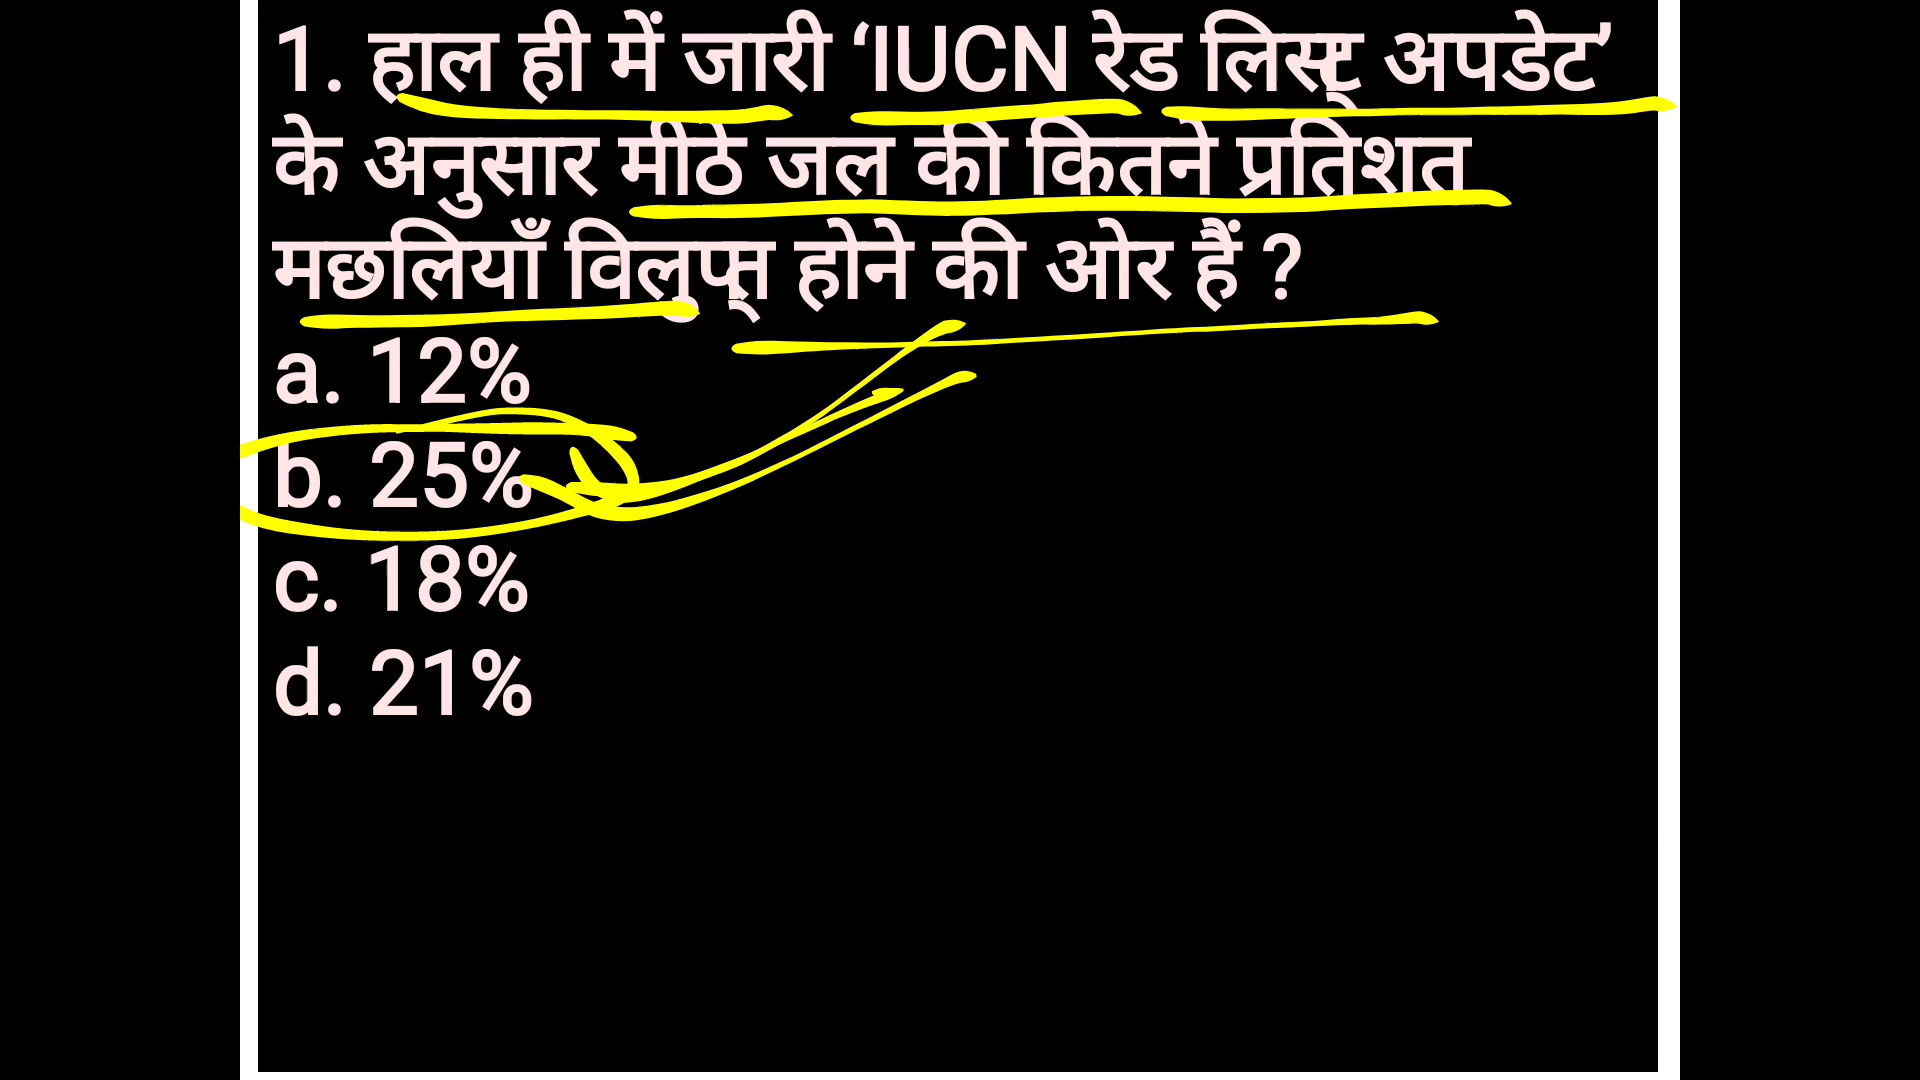 1. हाल ही में जारी ‘IUCN रेड लिस्ट अपडेट’
के अनुसार मीठे जल की कितने प्रतिशत
मछलियाँ विलुप्त होने की ओर हैं ?
a. 12%
b. 25%
c. 18%
d. 21%